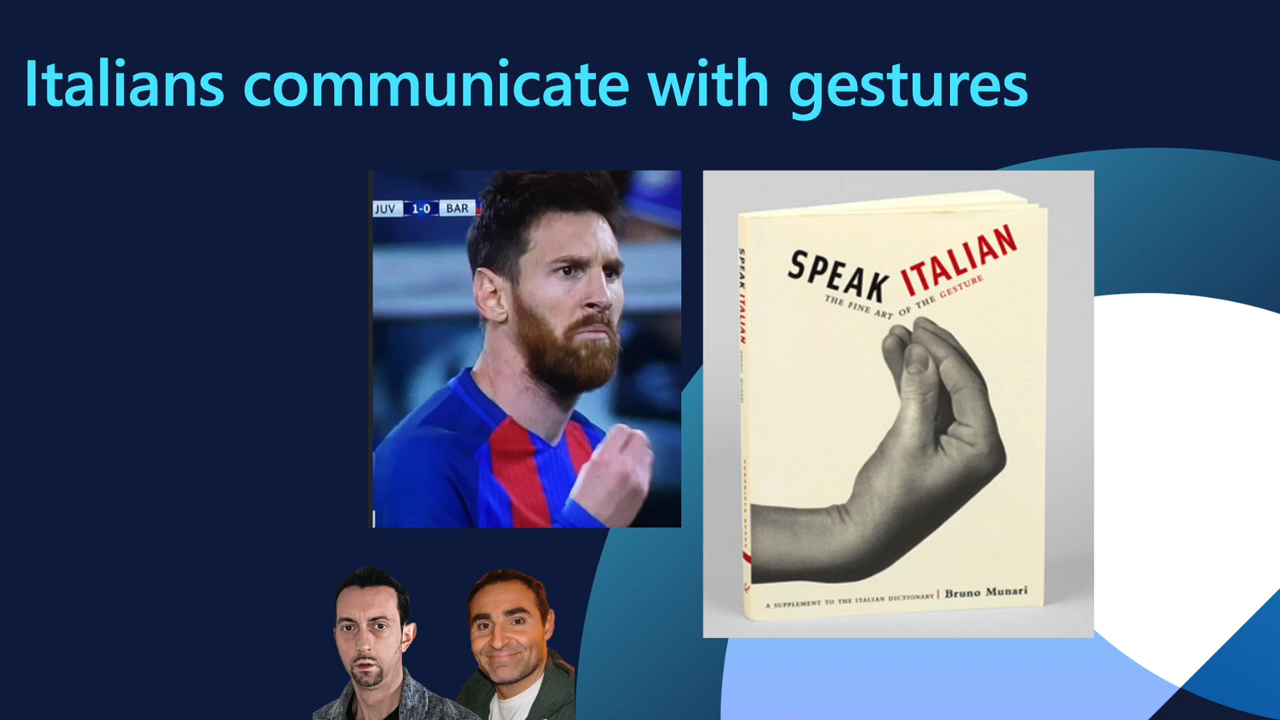 Italians communicate with gestures
JUV 1-0 BAR
SPEAK ITALIAN
THE FINE ART OF THE GESTURE
SPEAK ITALIAN
A SUPPLEMENT TO THE ITALIAN DICTIONARY | Bruno Munari